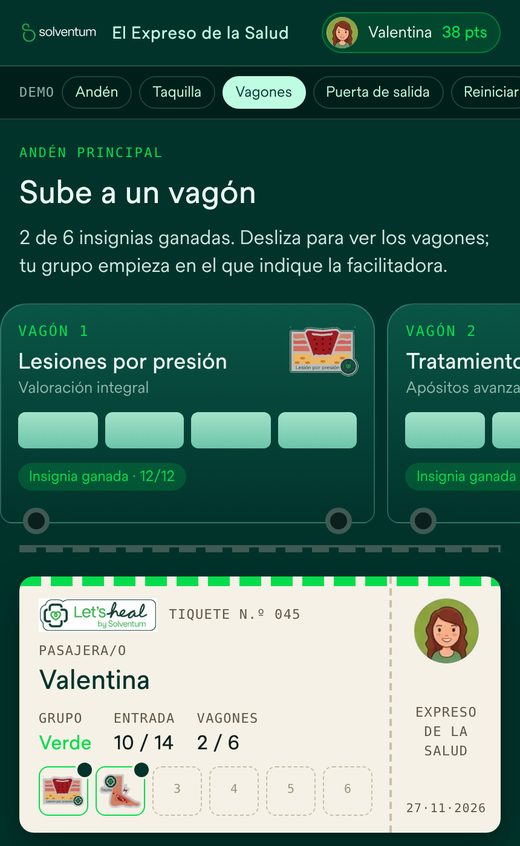 solventum
El Expreso de la Salud
Valentina 38 pts
DEMO Andén Taquilla Vagones Puerta de salida Reiniciar
ANDÉN PRINCIPAL
Sube a un vagón
2 de 6 insignias ganadas. Desliza para ver los vagones;
tu grupo empieza en el que indique la facilitadora.
VAGÓN 1
Lesiones por presión
Valoración integral
Lesión por presión
Insignia ganada · 12/12
VAGÓN 2
Tratamiento
Apósitos avanza
Insignia ganada
Let'sheal
by Solventum
TIQUETE N.º 045
PASAJERA/O
Valentina
GRUPO ENTRADA VAGONES
Verde 10 / 14 2 / 6
3 4 5 6
EXPRESO
DE LA
SALUD
27·11·2026